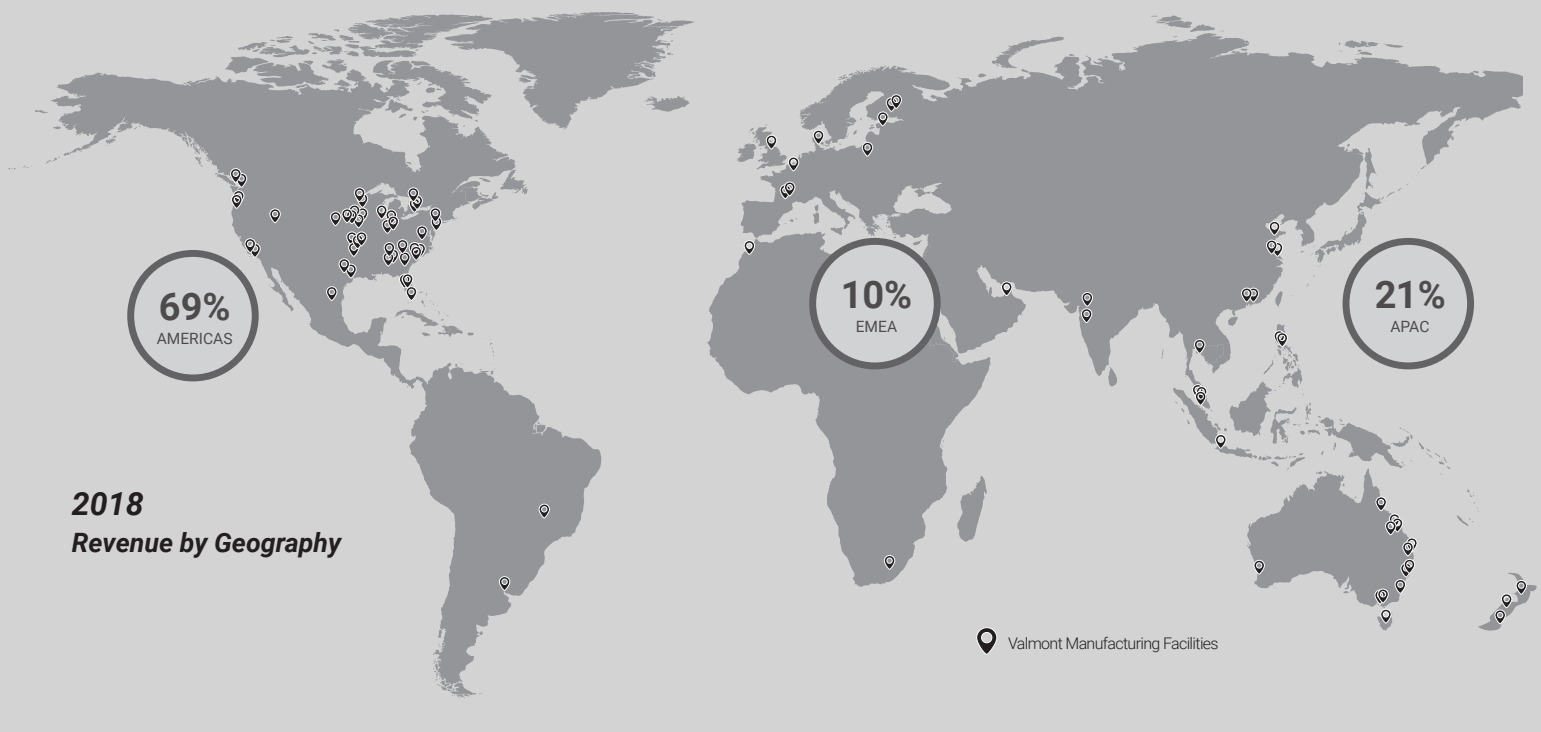 69%
AMERICAS
10%
EMEA
21%
APAC
2018
Revenue by Geography
Valmont Manufacturing Facilities